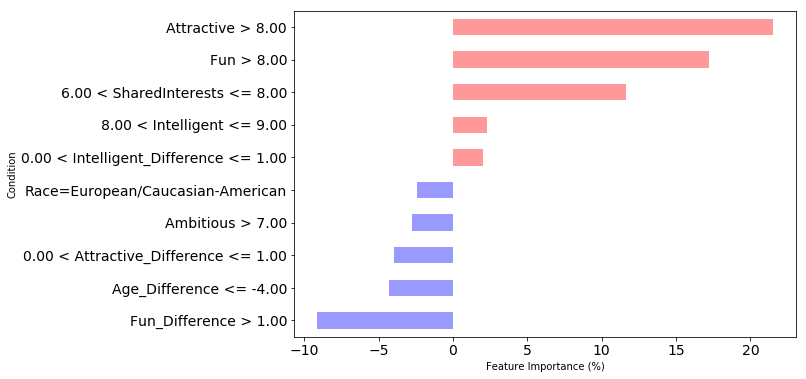 Attractive > 8.00
Fun > 8.00
6.00 < SharedInterests <= 8.00
8.00 < Intelligent <= 9.00
0.00 < Intelligent_Difference <= 1.00
Race=European/Caucasian-American
Ambitious > 7.00
0.00 < Attractive_Difference <= 1.00
Age_Difference <= -4.00
Fun_Difference > 1.00
Condition
−10 −5 0 5 10 15 20
Feature Importance (%)